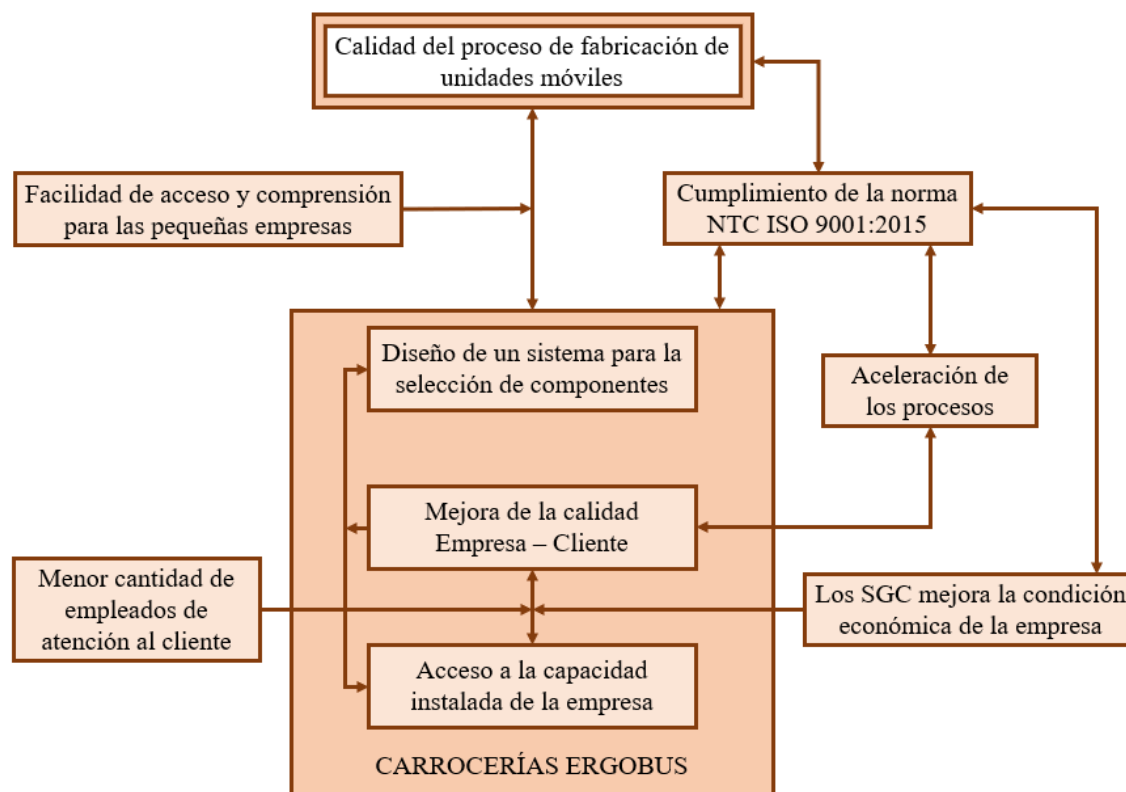 Calidad del proceso de fabricación de
unidades móviles
Facilidad de acceso y comprensión
para las pequeñas empresas
Cumplimiento de la norma
NTC ISO 9001:2015
Diseño de un sistema para la
selección de componentes
Aceleración de
los procesos
Mejora de la calidad
Empresa – Cliente
Menor cantidad de
empleados de
atención al cliente
Los SGC mejora la condición
económica de la empresa
Acceso a la capacidad
instalada de la empresa
CARROCERÍAS ERGOBUS